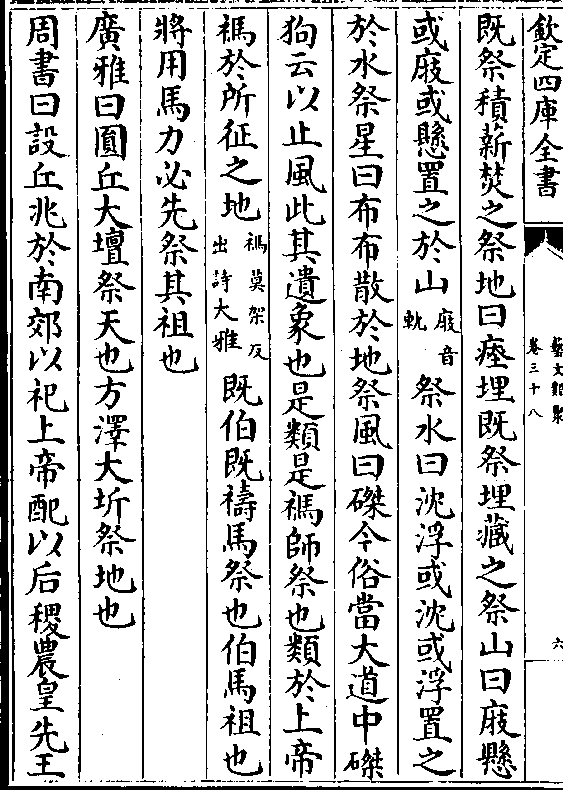 欽定四庫全書
藝文類聚
卷三十八
六
既祭積薪焚之祭地曰瘞埋既祭埋藏之祭山曰庪懸
或庪或懸置之於山庪音軌祭水曰沈浮或沈或浮置之
於水祭星曰布布散於地祭風曰磔今俗當大道中磔
狗云以止風此其遺象也是類是禡師祭也類於上帝
禡於所征之地禡莫架反出詩大雅既伯既禱馬祭也伯馬祖也
將用馬力必先祭其祖也
廣雅曰圓丘大壇祭天也方澤大圻祭地也
周書曰設丘兆於南郊以祀上帝配以后稷農皇先王